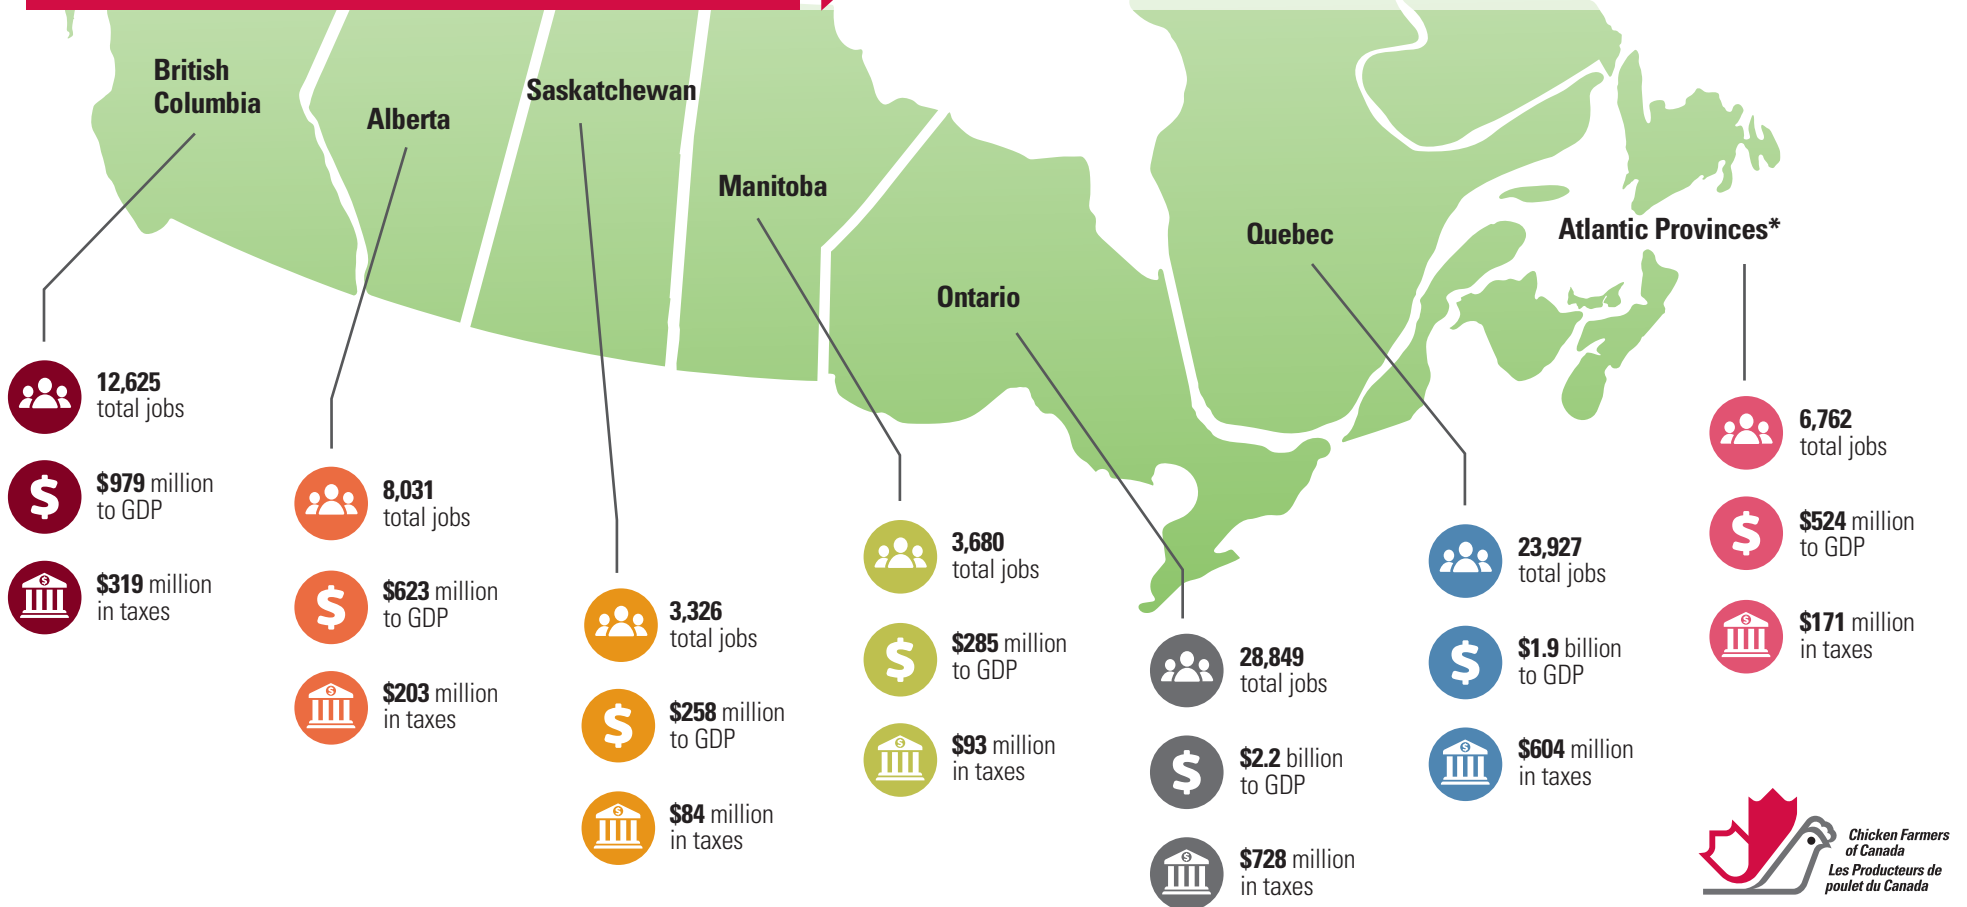 British
Columbia
12,625
total jobs
$979 million
to GDP
$319 million
in taxes
Alberta
8,031
total jobs
$623 million
to GDP
$203 million
in taxes
Saskatchewan
3,326
total jobs
$258 million
to GDP
$84 million
in taxes
Manitoba
3,680
total jobs
$285 million
to GDP
$93 million
in taxes
Ontario
28,849
total jobs
$2.2 billion
to GDP
$728 million
in taxes
Quebec
23,927
total jobs
$1.9 billion
to GDP
$604 million
in taxes
Atlantic Provinces*
6,762
total jobs
$524 million
to GDP
$171 million
in taxes
Chicken Farmers
of Canada
Les Producteurs de
poulet du Canada